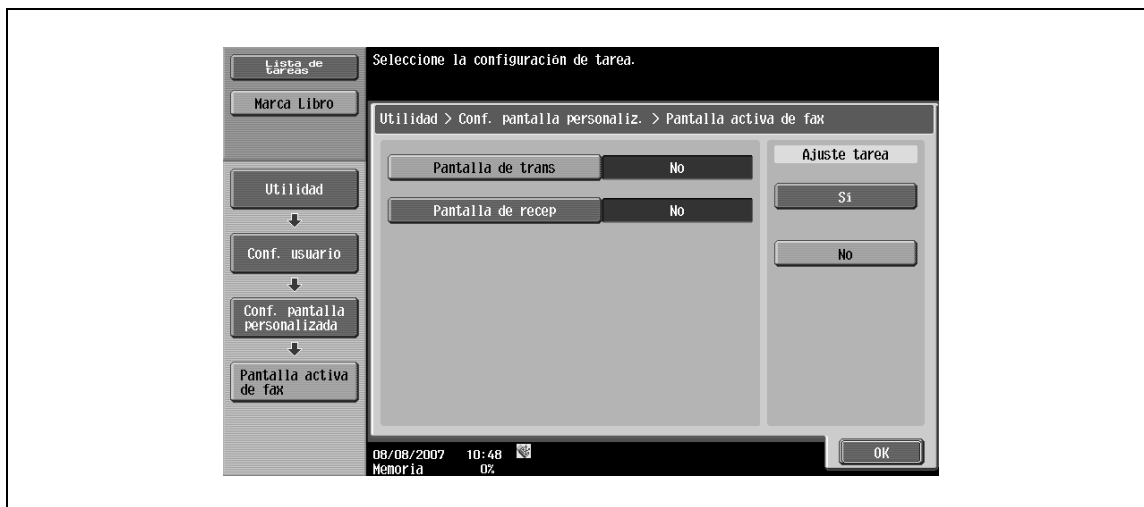 Lista de
tareas
Marca Libro
Seleccione la configuración de tarea.
Utilidad > Conf. pantalla personaliz. > Pantalla activa de fax
Utilidad
Conf. usuario
Conf. pantalla
personalizada
Pantalla activa
de fax
Pantalla de trans No
Pantalla de recep No
Ajuste tarea
Sí
No
08/08/2007 10:48
Memoria 0%
OK